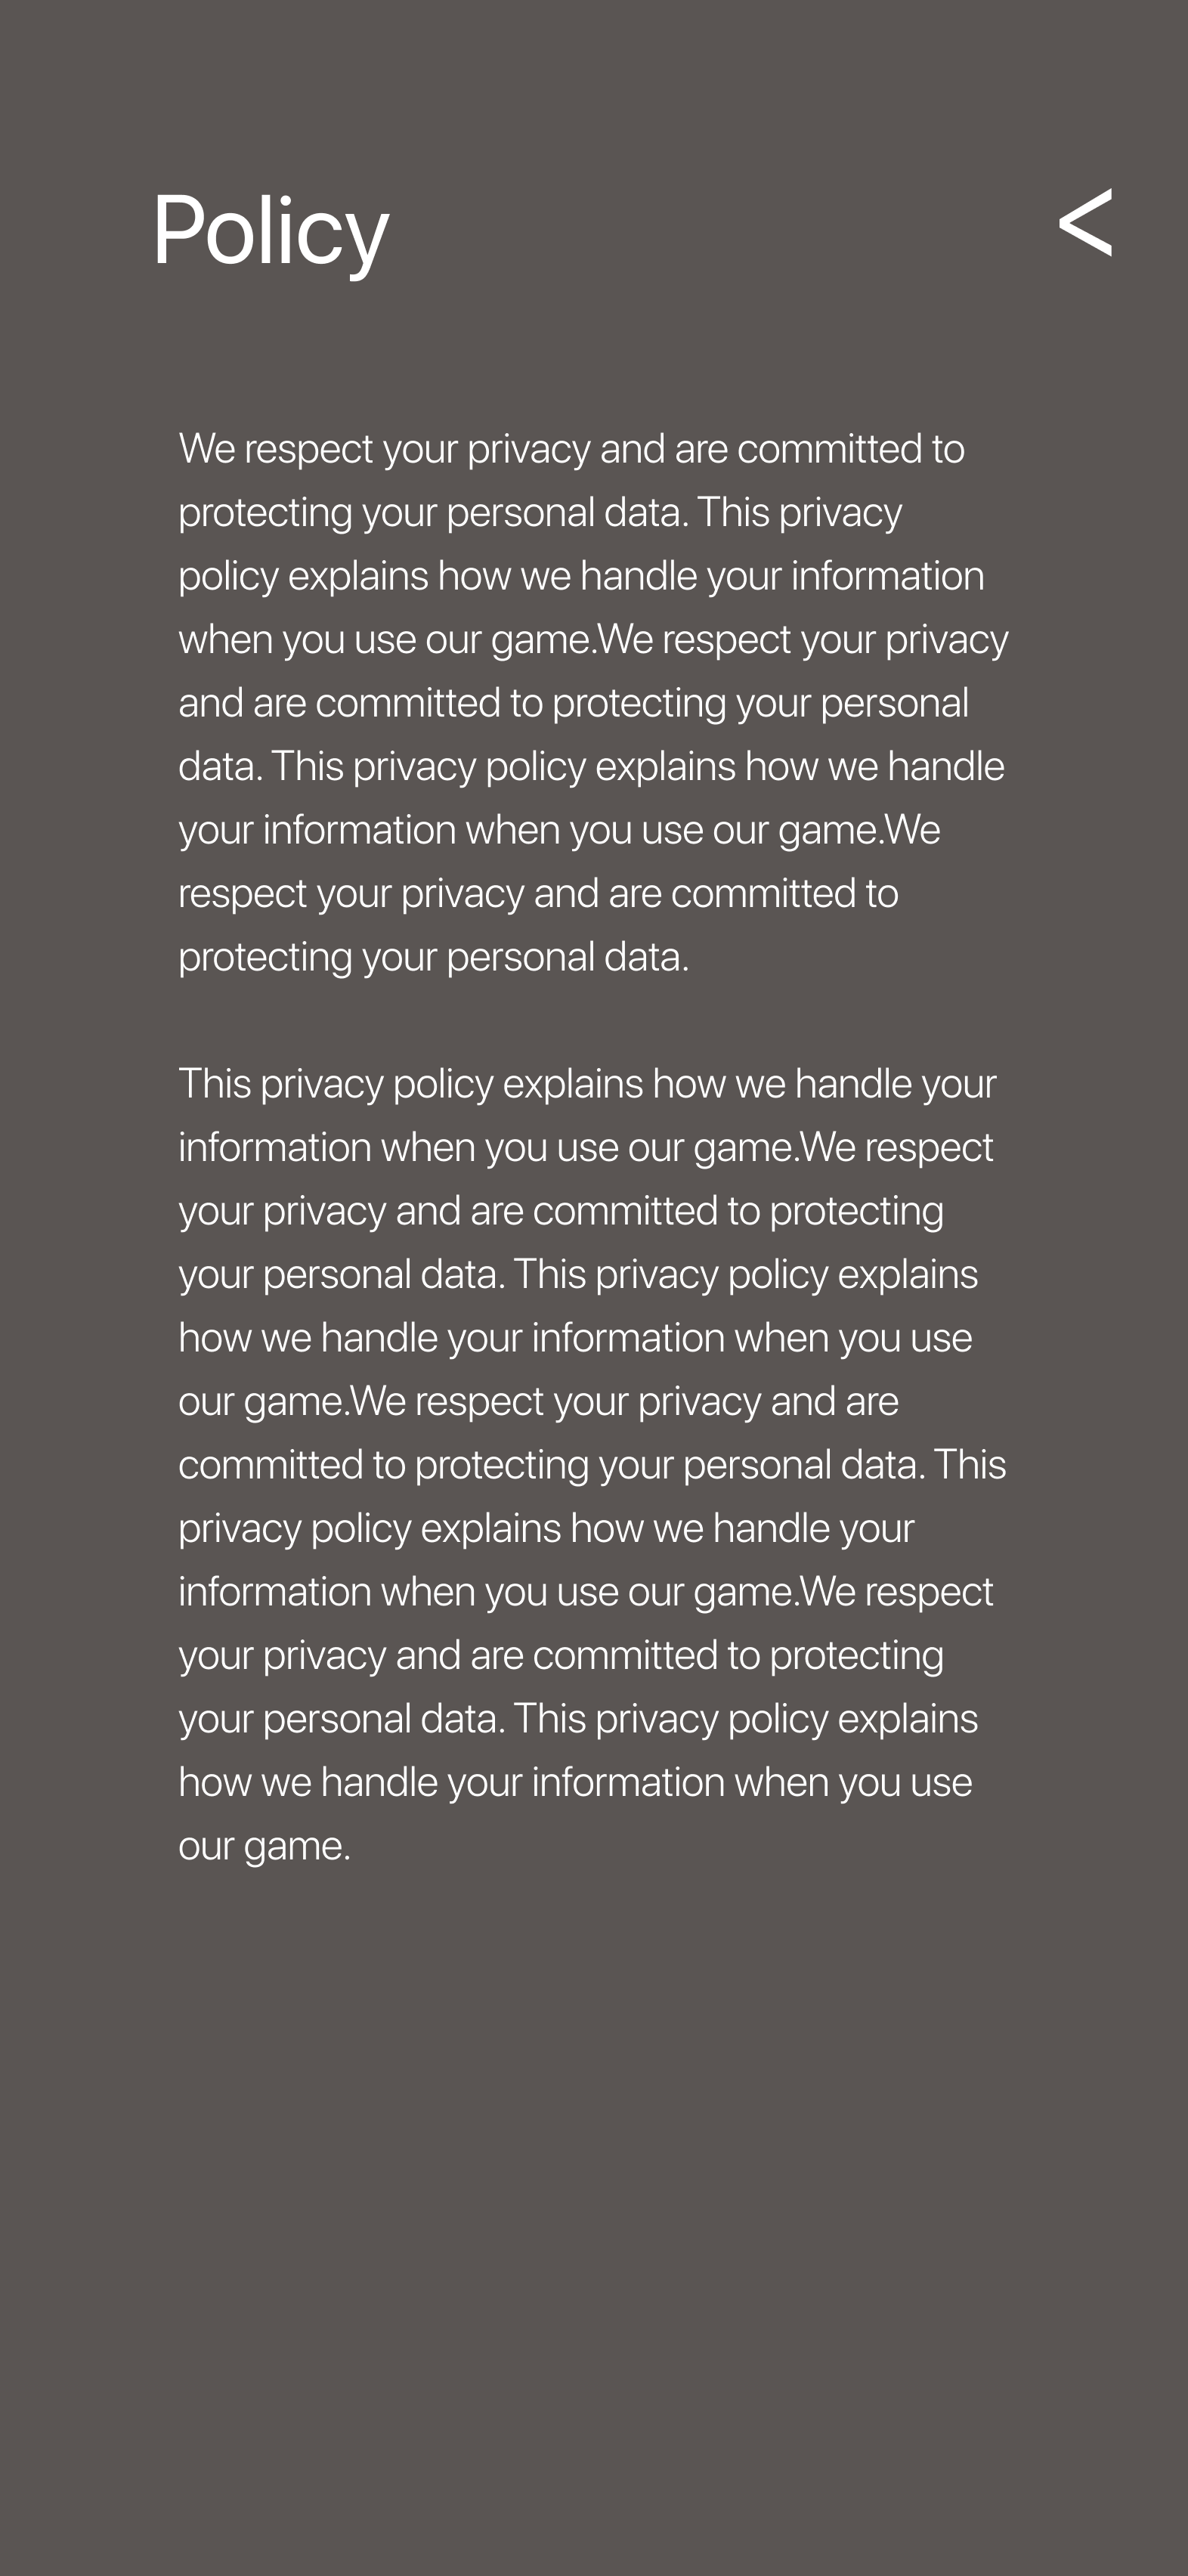 Policy <
We respect your privacy and are committed to
protecting your personal data. This privacy
policy explains how we handle your information
when you use our game.We respect your privacy
and are committed to protecting your personal
data. This privacy policy explains how we handle
your information when you use our game.We
respect your privacy and are committed to
protecting your personal data.
This privacy policy explains how we handle your
information when you use our game.We respect
your privacy and are committed to protecting
your personal data. This privacy policy explains
how we handle your information when you use
our game.We respect your privacy and are
committed to protecting your personal data. This
privacy policy explains how we handle your
information when you use our game.We respect
your privacy and are committed to protecting
your personal data. This privacy policy explains
how we handle your information when you use
our game.